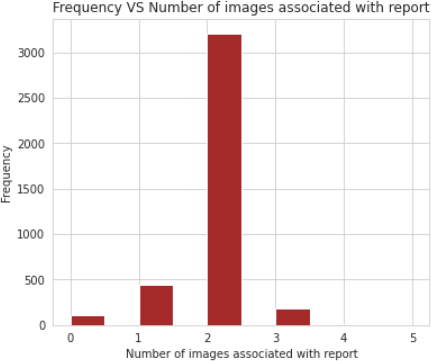 Frequency VS Number of images associated with report
3000
2500
2000
1500
1000
500
0
Frequency
0 1 2 3 4 5
Number of images associated with report